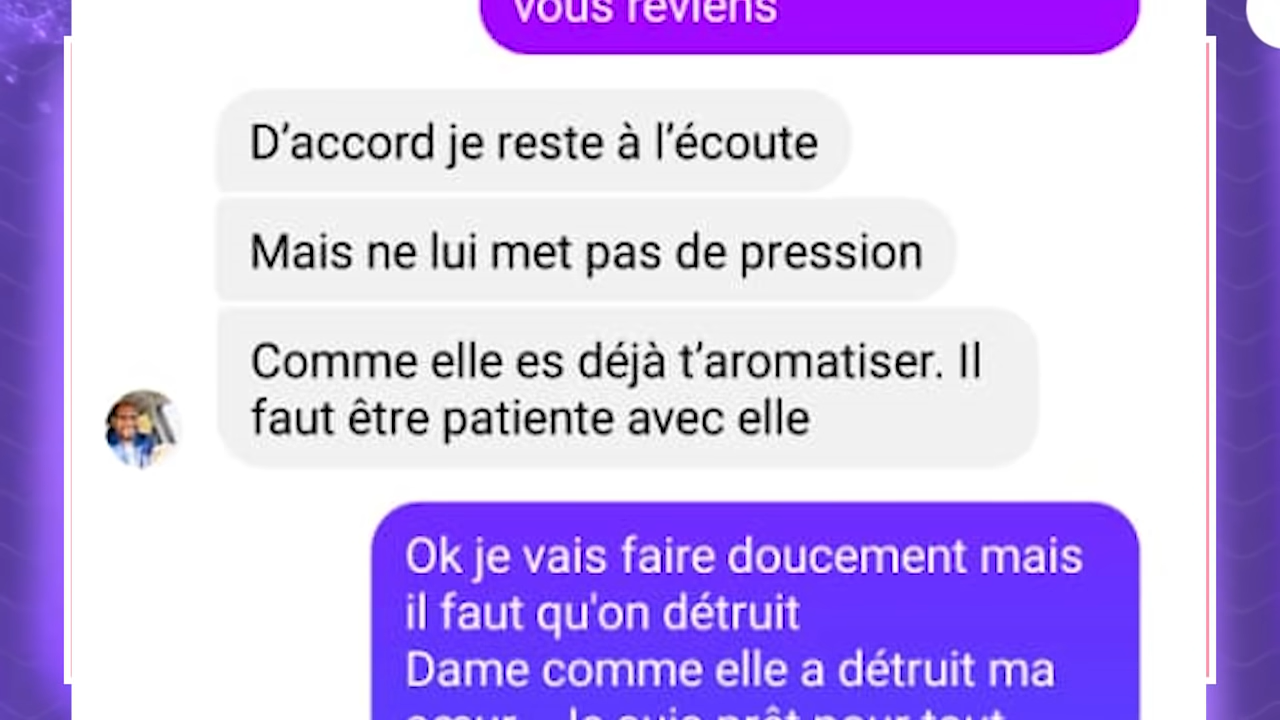 vous reviens
D’accord je reste à l’écoute
Mais ne lui met pas de pression
Comme elle es déjà t’aromatiser. Il
faut être patiente avec elle
Ok je vais faire doucement mais
il faut qu'on détruit
Dame comme elle a détruit ma